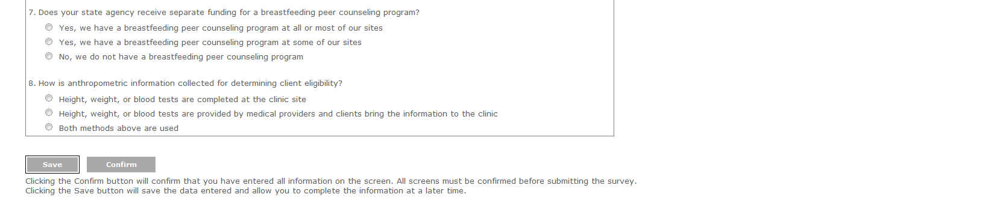 7. Does your state agency receive separate funding for a breastfeeding peer counseling program?
Yes, we have a breastfeeding peer counseling program at all or most of our sites
Yes, we have a breastfeeding peer counseling program at some of our sites
No, we do not have a breastfeeding peer counseling program
8. How is anthropometric information collected for determining client eligibility?
Height, weight, or blood tests are completed at the clinic site
Height, weight, or blood tests are provided by medical providers and clients bring the information to the clinic
Both methods above are used
Save Confirm
Clicking the Confirm button will confirm that you have entered all information on the screen. All screens must be confirmed before submitting the survey.
Clicking the Save button will save the data entered and allow you to complete the information at a later time.